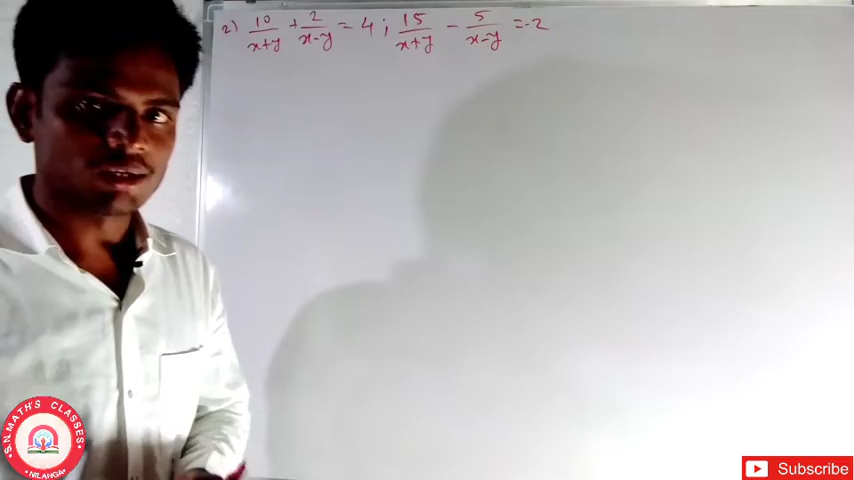 2) 10/(x+y) + 2/(x-y) = 4 ; 15/(x+y) - 5/(x-y) = -2
S.N.MATH'S CLASSES
• NILANGA •
Subscribe